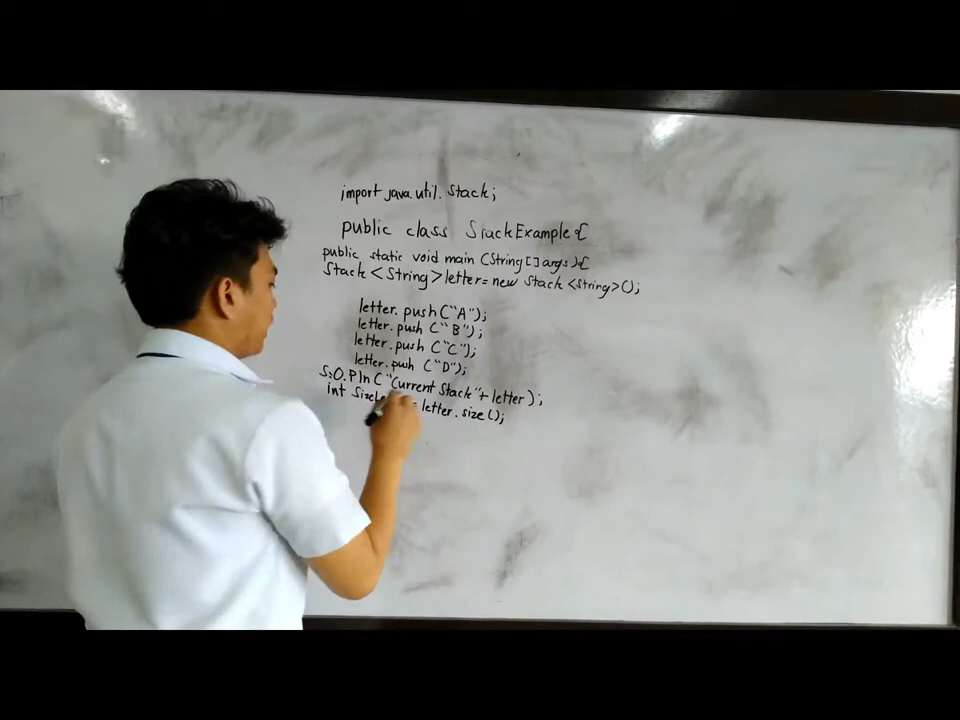 import java.util.Stack;
public class StackExample{
public static void main (String[] args){
Stack <String> letter = new Stack <String>();
letter.push ("A");
letter.push ("B");
letter.push ("C");
letter.push ("D");
S.O.Pln ("Current Stack" + letter);
int = letter.size();